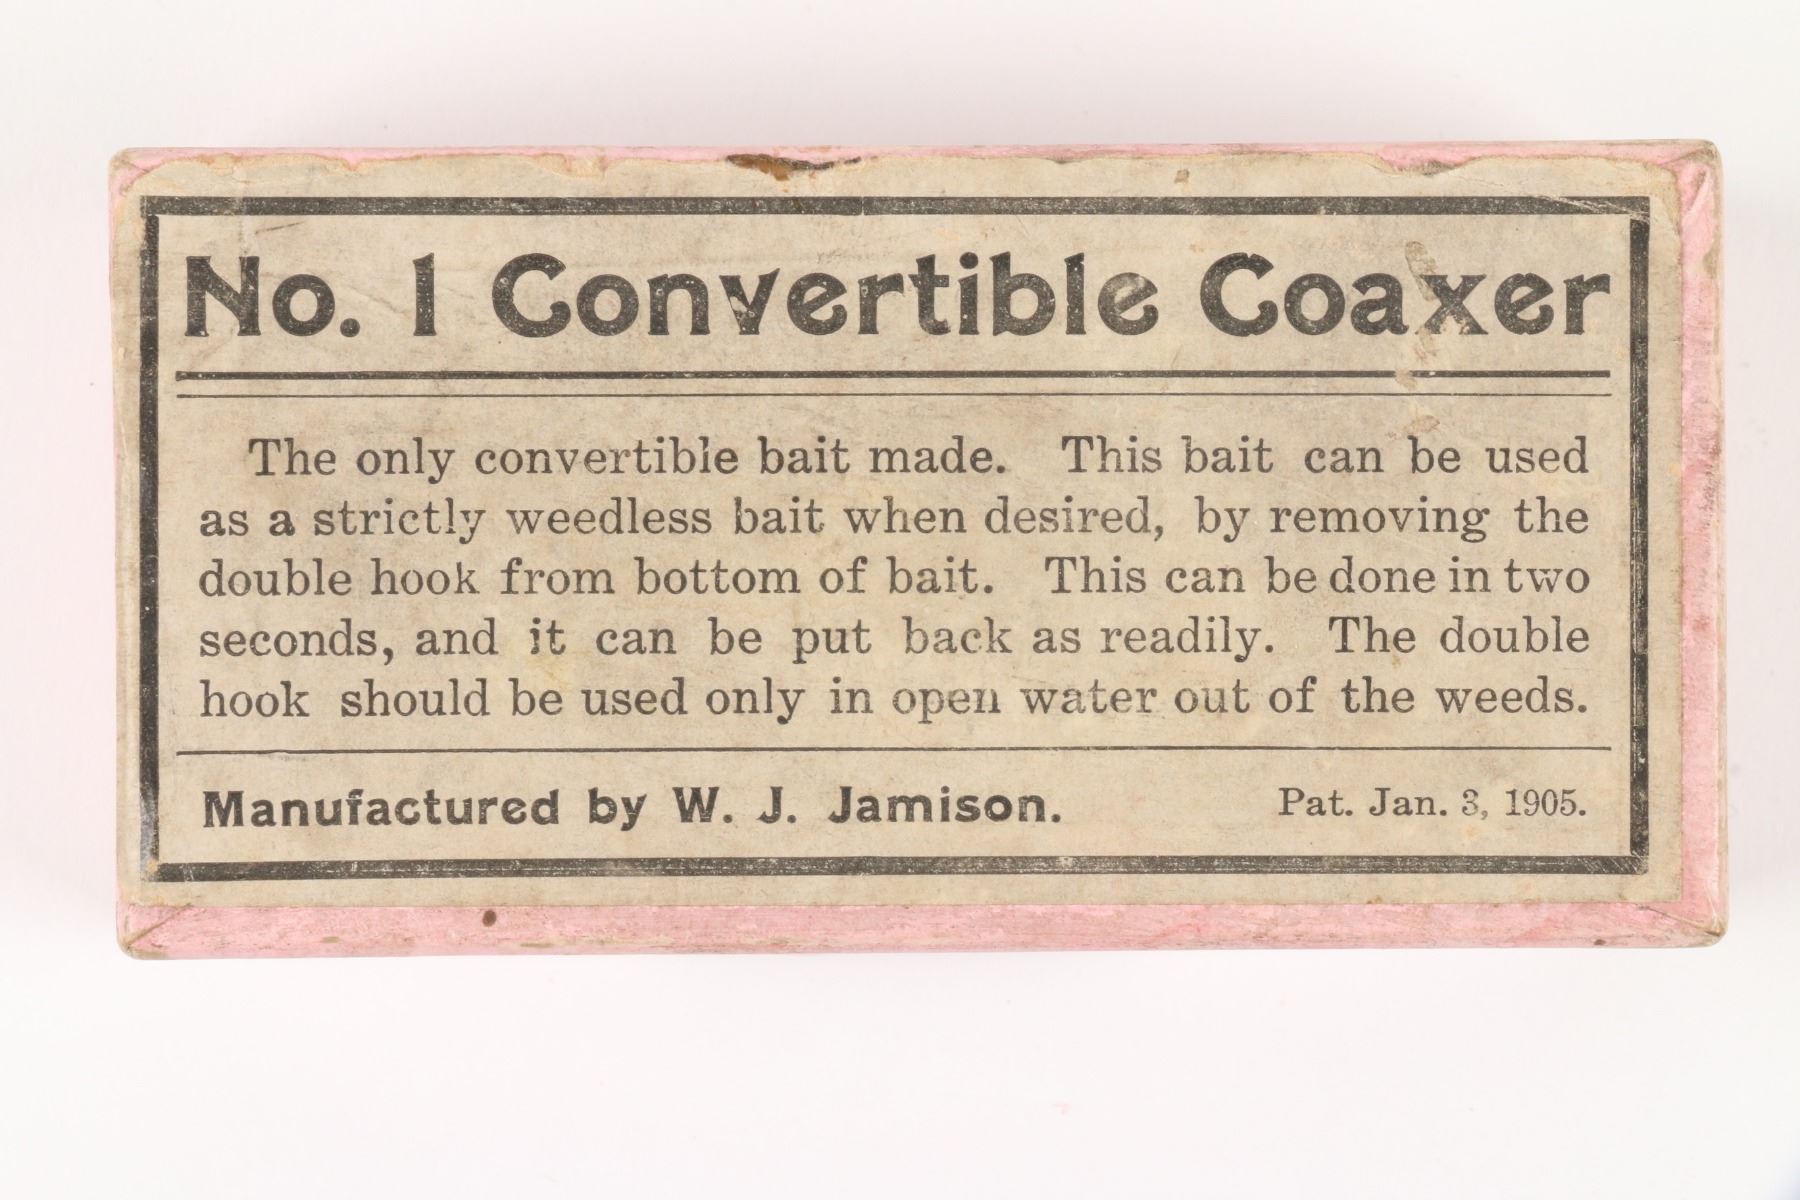 No. 1 Convertible Coaxer
The only convertible bait made. This bait can be used
as a strictly weedless bait when desired, by removing the
double hook from bottom of bait. This can be done in two
seconds, and it can be put back as readily. The double
hook should be used only in open water out of the weeds.
Manufactured by W. J. Jamison. Pat. Jan. 3, 1905.